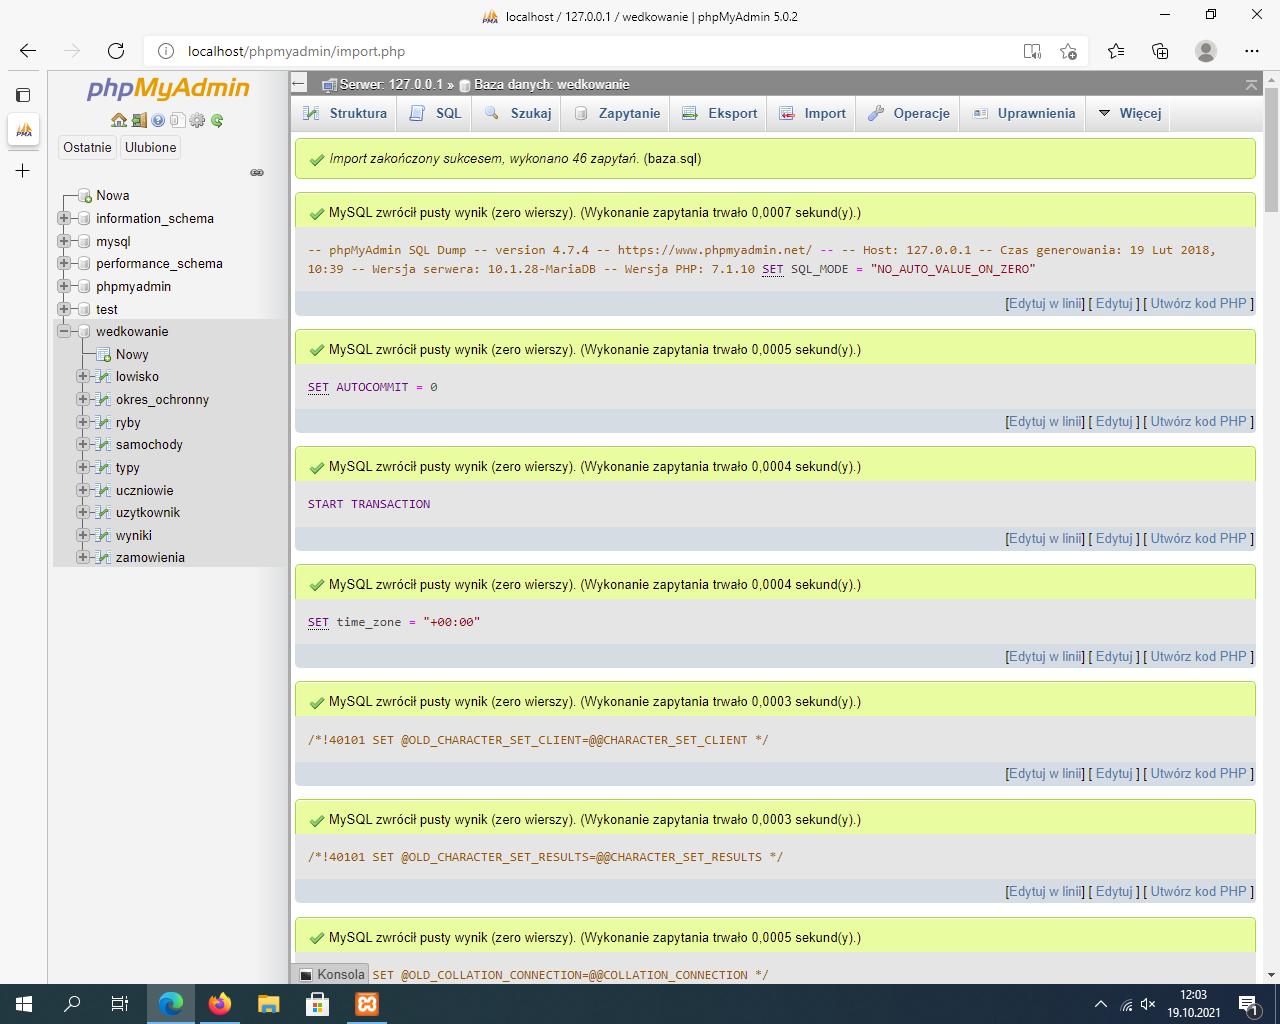 localhost / 127.0.0.1 / wedkowanie | phpMyAdmin 5.0.2
localhost/phpmyadmin/import.php
phpMyAdmin
Ostatnie
Ulubione
Nowa
information_schema
mysql
performance_schema
phpmyadmin
test
wedkowanie
Nowy
lowisko
okres_ochronny
ryby
samochody
typy
uczniowie
uzytkownik
wyniki
zamowienia
Serwer: 127.0.0.1 » Baza danych: wedkowanie
Struktura SQL Szukaj Zapytanie Eksport Import Operacje Uprawnienia Więcej
Import zakończony sukcesem, wykonano 46 zapytań. (baza.sql)
MySQL zwrócił pusty wynik (zero wierszy). (Wykonanie zapytania trwało 0,0007 sekund(y).)
-- phpMyAdmin SQL Dump -- version 4.7.4 -- https://www.phpmyadmin.net/ -- -- Host: 127.0.0.1 -- Czas generowania: 19 Lut 2018,
10:39 -- Wersja serwera: 10.1.28-MariaDB -- Wersja PHP: 7.1.10 SET SQL_MODE = "NO_AUTO_VALUE_ON_ZERO"
[Edytuj w linii] [ Edytuj ] [ Utwórz kod PHP ]
MySQL zwrócił pusty wynik (zero wierszy). (Wykonanie zapytania trwało 0,0005 sekund(y).)
SET AUTOCOMMIT = 0
[Edytuj w linii] [ Edytuj ] [ Utwórz kod PHP ]
MySQL zwrócił pusty wynik (zero wierszy). (Wykonanie zapytania trwało 0,0004 sekund(y).)
START TRANSACTION
[Edytuj w linii] [ Edytuj ] [ Utwórz kod PHP ]
MySQL zwrócił pusty wynik (zero wierszy). (Wykonanie zapytania trwało 0,0004 sekund(y).)
SET time_zone = "+00:00"
[Edytuj w linii] [ Edytuj ] [ Utwórz kod PHP ]
MySQL zwrócił pusty wynik (zero wierszy). (Wykonanie zapytania trwało 0,0003 sekund(y).)
/*!40101 SET @OLD_CHARACTER_SET_CLIENT=@@CHARACTER_SET_CLIENT */
[Edytuj w linii] [ Edytuj ] [ Utwórz kod PHP ]
MySQL zwrócił pusty wynik (zero wierszy). (Wykonanie zapytania trwało 0,0003 sekund(y).)
/*!40101 SET @OLD_CHARACTER_SET_RESULTS=@@CHARACTER_SET_RESULTS */
[Edytuj w linii] [ Edytuj ] [ Utwórz kod PHP ]
MySQL zwrócił pusty wynik (zero wierszy). (Wykonanie zapytania trwało 0,0005 sekund(y).)
Konsola SET @OLD_COLLATION_CONNECTION=@@COLLATION_CONNECTION */
12:03
19.10.2021
1